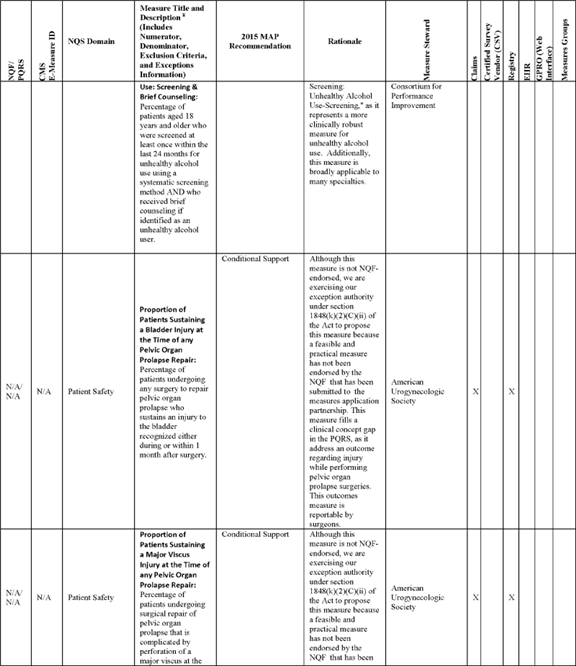 NQF/
PQRS
CMS
E-Measure ID
NQS Domain
Measure Title and
Description ¥
(Includes
Numerator,
Denominator,
Exclusion Criteria,
and Exceptions
Information)
2015 MAP
Recommendation
Rationale
Measure Steward
Claims
Certified Survey
Vendor (CSV)
Registry
EHR
GPRO (Web
Interface)
Measures Groups
Use: Screening &
Brief Counseling:
Percentage of
patients aged 18
years and older who
were screened at
least once within the
last 24 months for
unhealthy alcohol
use using a
systematic screening
method AND who
received brief
counseling if
identified as an
unhealthy alcohol
user.
Screening:
Unhealthy Alcohol
Use-Screening," as it
represents a more
clinically robust
measure for
unhealthy alcohol
use. Additionally,
this measure is
broadly applicable to
many specialties.
Consortium for
Performance
Improvement
N/A/
N/A
N/A
Patient Safety
Proportion of
Patients Sustaining
a Bladder Injury at
the Time of any
Pelvic Organ
Prolapse Repair:
Percentage of
patients undergoing
any surgery to repair
pelvic organ
prolapse who
sustains an injury to
the bladder
recognized either
during or within 1
month after surgery.
Conditional Support
Although this
measure is not NQF-
endorsed, we are
exercising our
exception authority
under section
1848(k)(2)(C)(ii) of
the Act to propose
this measure because
a feasible and
practical measure
has not been
endorsed by the
NQF that has been
submitted to the
measures application
partnership. This
measure fills a
clinical concept gap
in the PQRS, as it
address an outcome
regarding injury
while performing
pelvic organ
prolapse surgeries.
This outcomes
measure is
reportable by
surgeons.
American
Urogynecologic
Society
X
X
N/A/
N/A
N/A
Patient Safety
Proportion of
Patients Sustaining
a Major Viscus
Injury at the Time of
any Pelvic Organ
Prolapse Repair:
Percentage of
patients undergoing
surgical repair of
pelvic organ
prolapse that is
complicated by
perforation of a
major viscus at the
Conditional Support
Although this
measure is not NQF-
endorsed, we are
exercising our
exception authority
under section
1848(k)(2)(C)(ii) of
the Act to propose
this measure because
a feasible and
practical measure
has not been
endorsed by the
NQF that has been
American
Urogynecologic
Society
X
X